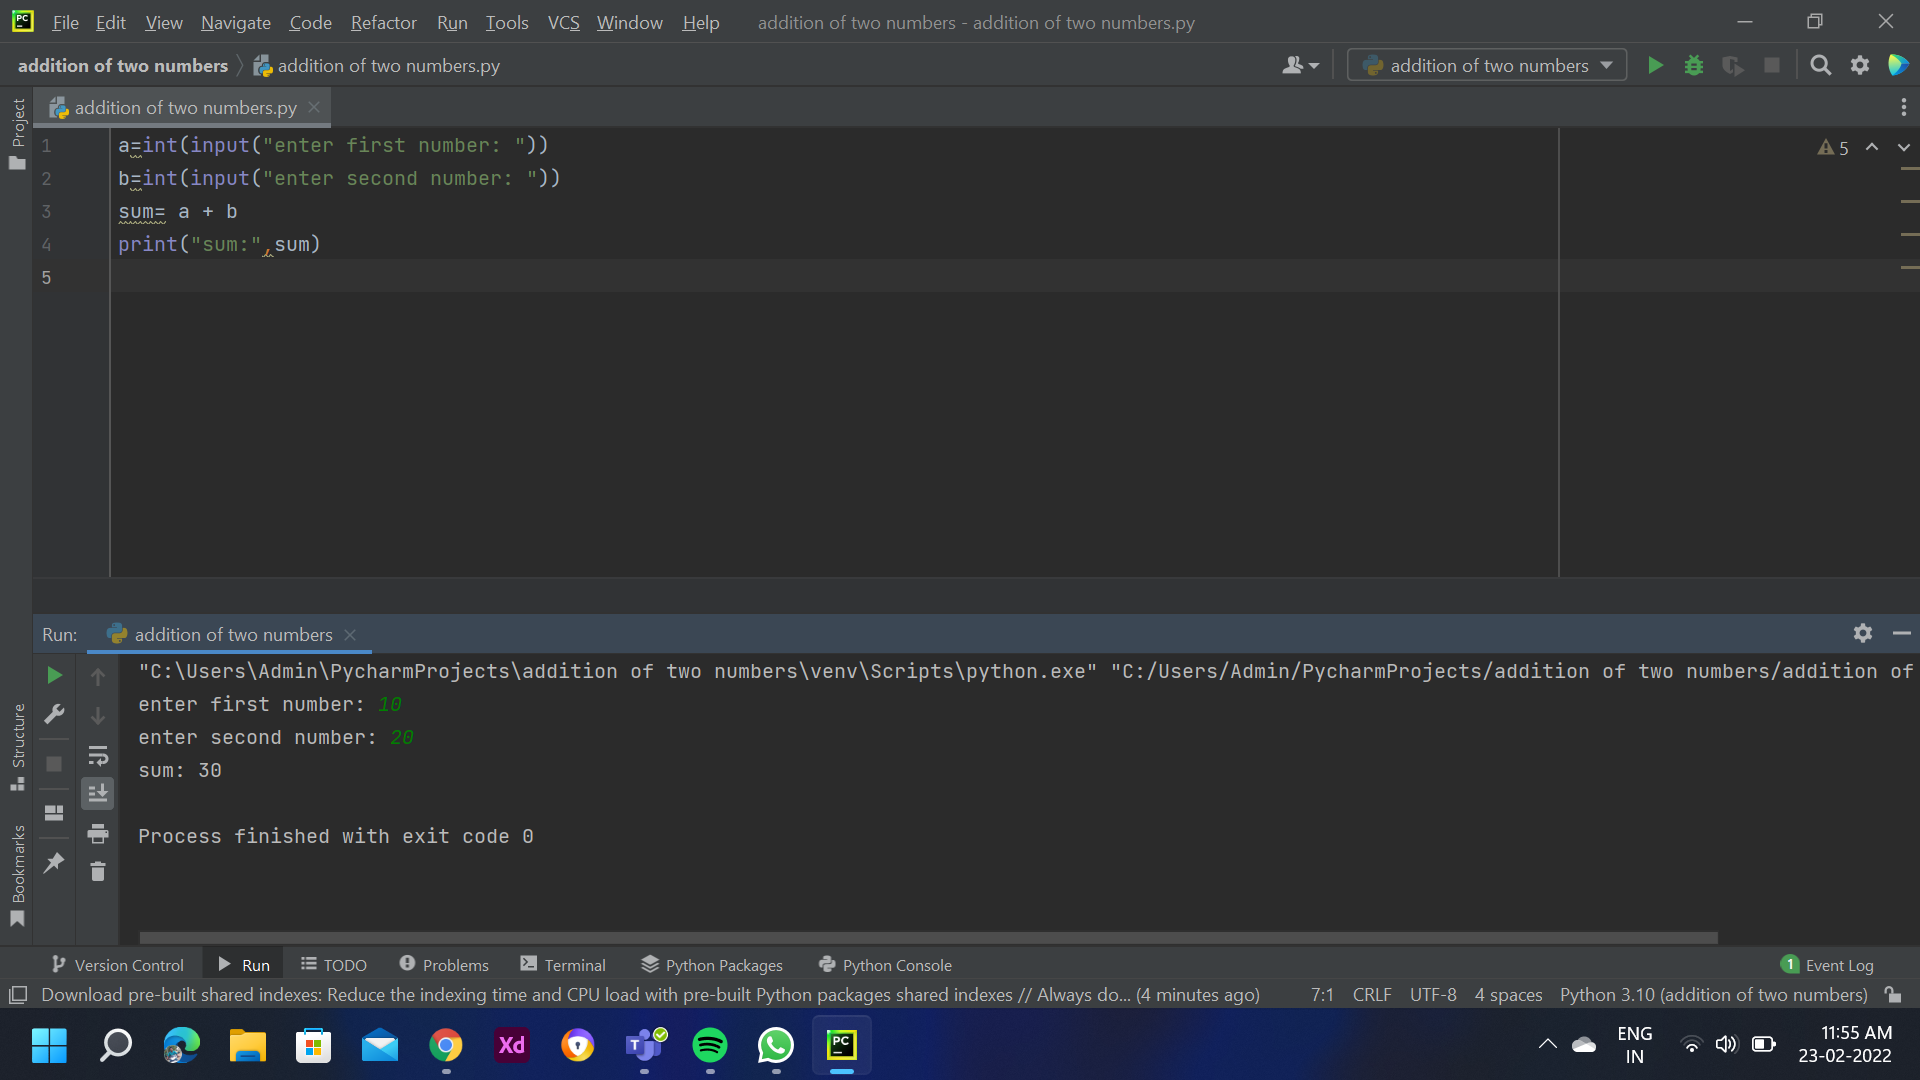 PC File Edit View Navigate Code Refactor Run Tools VCS Window Help addition of two numbers - addition of two numbers.py
addition of two numbers addition of two numbers.py addition of two numbers
Project
addition of two numbers.py
1 a=int(input("enter first number: "))
5
2 b=int(input("enter second number: "))
3 sum= a + b
4 print("sum:",sum)
5
Run: addition of two numbers
"C:\Users\Admin\PycharmProjects\addition of two numbers\venv\Scripts\python.exe" "C:/Users/Admin/PycharmProjects/addition of two numbers/addition of
enter first number: 10
enter second number: 20
sum: 30
Process finished with exit code 0
Structure
Bookmarks
Version Control Run TODO Problems Terminal Python Packages Python Console 1 Event Log
Download pre-built shared indexes: Reduce the indexing time and CPU load with pre-built Python packages shared indexes // Always do... (4 minutes ago) 7:1 CRLF UTF-8 4 spaces Python 3.10 (addition of two numbers)
Xd T PC ENG IN 11:55 AM
23-02-2022